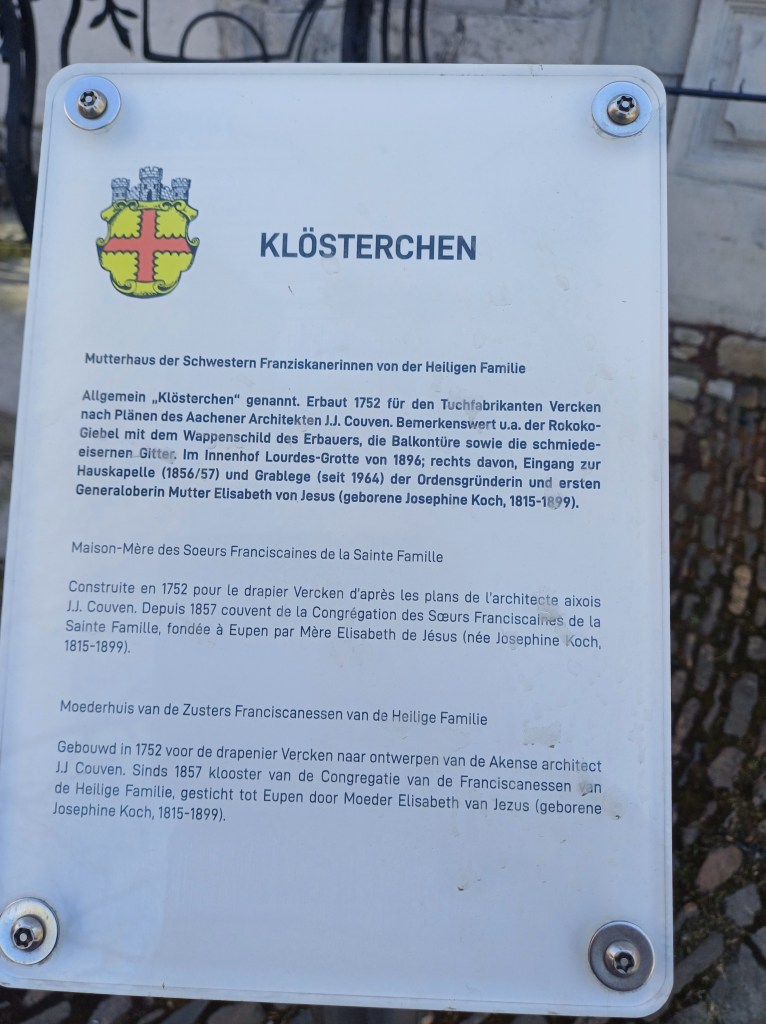 KLÖSTERCHEN
Mutterhaus der Schwestern Franziskanerinnen von der Heiligen Familie
Allgemein „Klösterchen“ genannt. Erbaut 1752 für den Tuchfabrikanten Vercken
nach Plänen des Aachener Architekten J.J. Couven. Bemerkenswert u.a. der Rokoko-
Giebel mit dem Wappenschild des Erbauers, die Balkontüre sowie die schmiede-
eisernen Gitter. Im Innenhof Lourdes-Grotte von 1896; rechts davon, Eingang zur
Hauskapelle (1856/57) und Grablege (seit 1964) der Ordensgründerin und ersten
Generaloberin Mutter Elisabeth von Jesus (geborene Josephine Koch, 1815-1899).
Maison-Mère des Soeurs Franciscaines de la Sainte Famille
Construite en 1752 pour le drapier Vercken d'après les plans de l'architecte aixois
J.J. Couven. Depuis 1857 couvent de la Congrégation des Sœurs Franciscaines de la
Sainte Famille, fondée à Eupen par Mère Elisabeth de Jésus (née Josephine Koch,
1815-1899).
Moederhuis van de Zusters Franciscanessen van de Heilige Familie
Gebouwd in 1752 voor de drapenier Vercken naar ontwerpen van de Akense architect
J.J Couven. Sinds 1857 klooster van de Congregatie van de Franciscanessen van
de Heilige Familie, gesticht tot Eupen door Moeder Elisabeth van Jezus (geborene
Josephine Koch, 1815-1899).